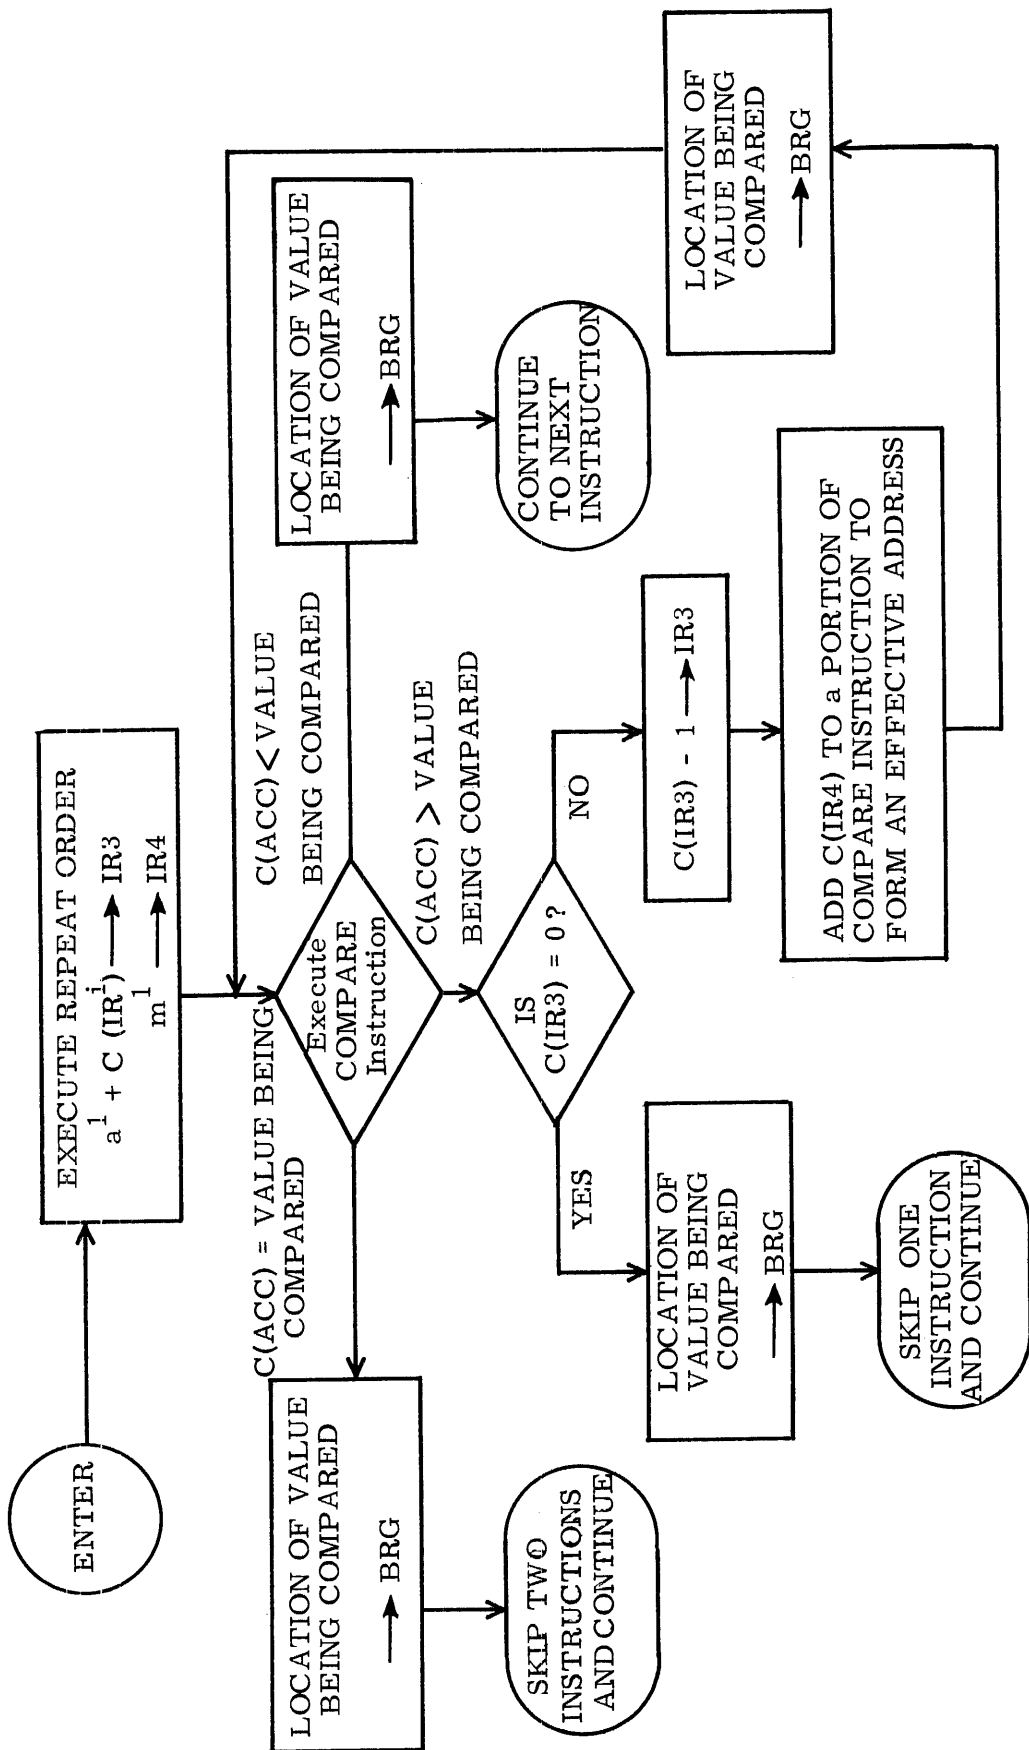 ENTER
EXECUTE REPEAT ORDER
a¹ + C (IRⁱ) → IR3
m¹ → IR4
C(ACC) = VALUE BEING
COMPARED
Execute
COMPARE
Instruction
C(ACC) < VALUE
BEING COMPARED
LOCATION OF VALUE
BEING COMPARED
→ BRG
SKIP TWO
INSTRUCTIONS
AND CONTINUE
C(ACC) > VALUE
BEING COMPARED
LOCATION OF VALUE
BEING COMPARED
→ BRG
CONTINUE
TO NEXT
INSTRUCTION
IS
C(IR3) = 0 ?
YES
NO
LOCATION OF
VALUE BEING
COMPARED
→ BRG
SKIP ONE
INSTRUCTION
AND CONTINUE
C(IR3) - 1 → IR3
ADD C(IR4) TO a PORTION OF
COMPARE INSTRUCTION TO
FORM AN EFFECTIVE ADDRESS
LOCATION OF
VALUE BEING
COMPARED
→ BRG